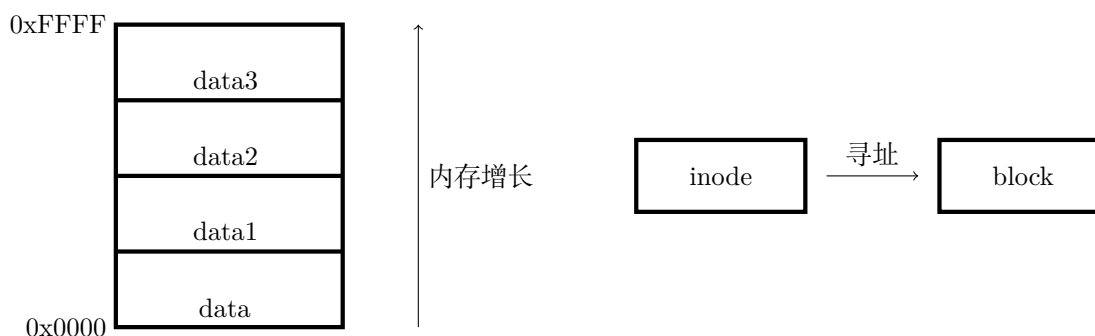 0xFFFF
data3
data2
data1
data
0x0000
内存增长
inode
寻址
block